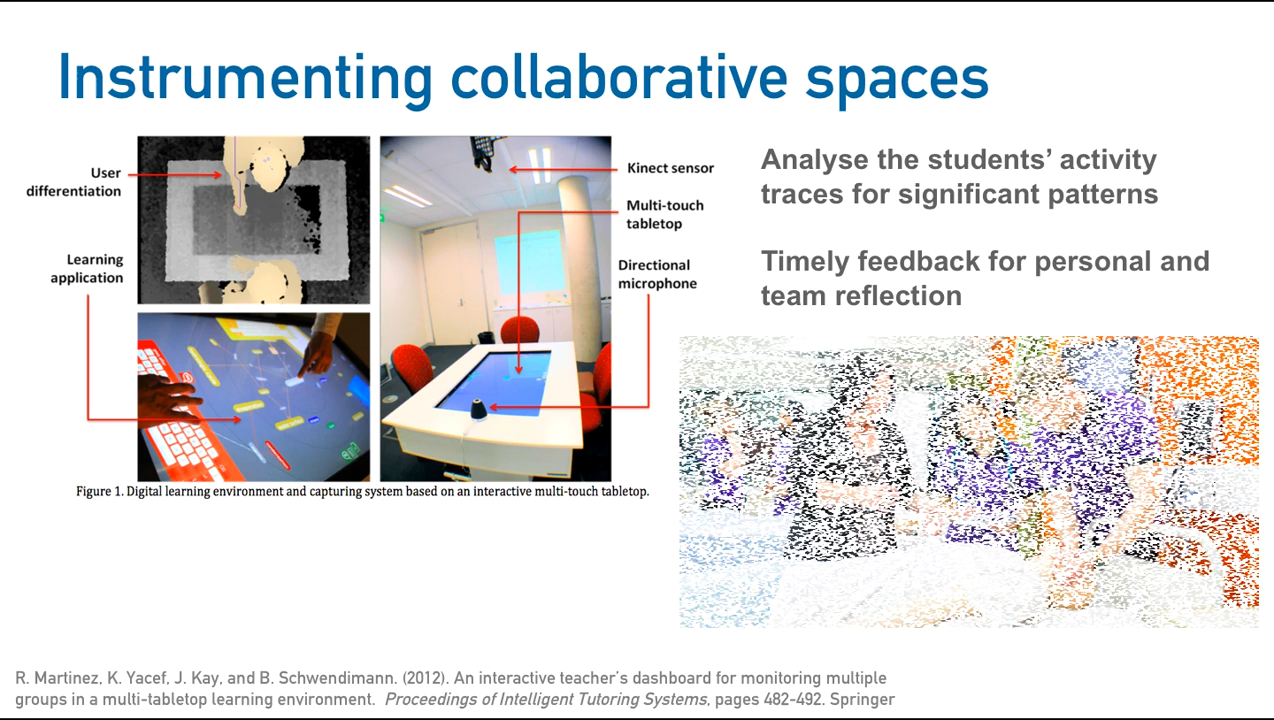 Instrumenting collaborative spaces
User
differentiation
Learning
application
Kinect sensor
Multi-touch
tabletop
Directional
microphone
Figure 1. Digital learning environment and capturing system based on an interactive multi-touch tabletop.
Analyse the students’ activity
traces for significant patterns
Timely feedback for personal and
team reflection
R. Martinez, K. Yacef, J. Kay, and B. Schwendimann. (2012). An interactive teacher’s dashboard for monitoring multiple
groups in a multi-tabletop learning environment. Proceedings of Intelligent Tutoring Systems, pages 482-492. Springer